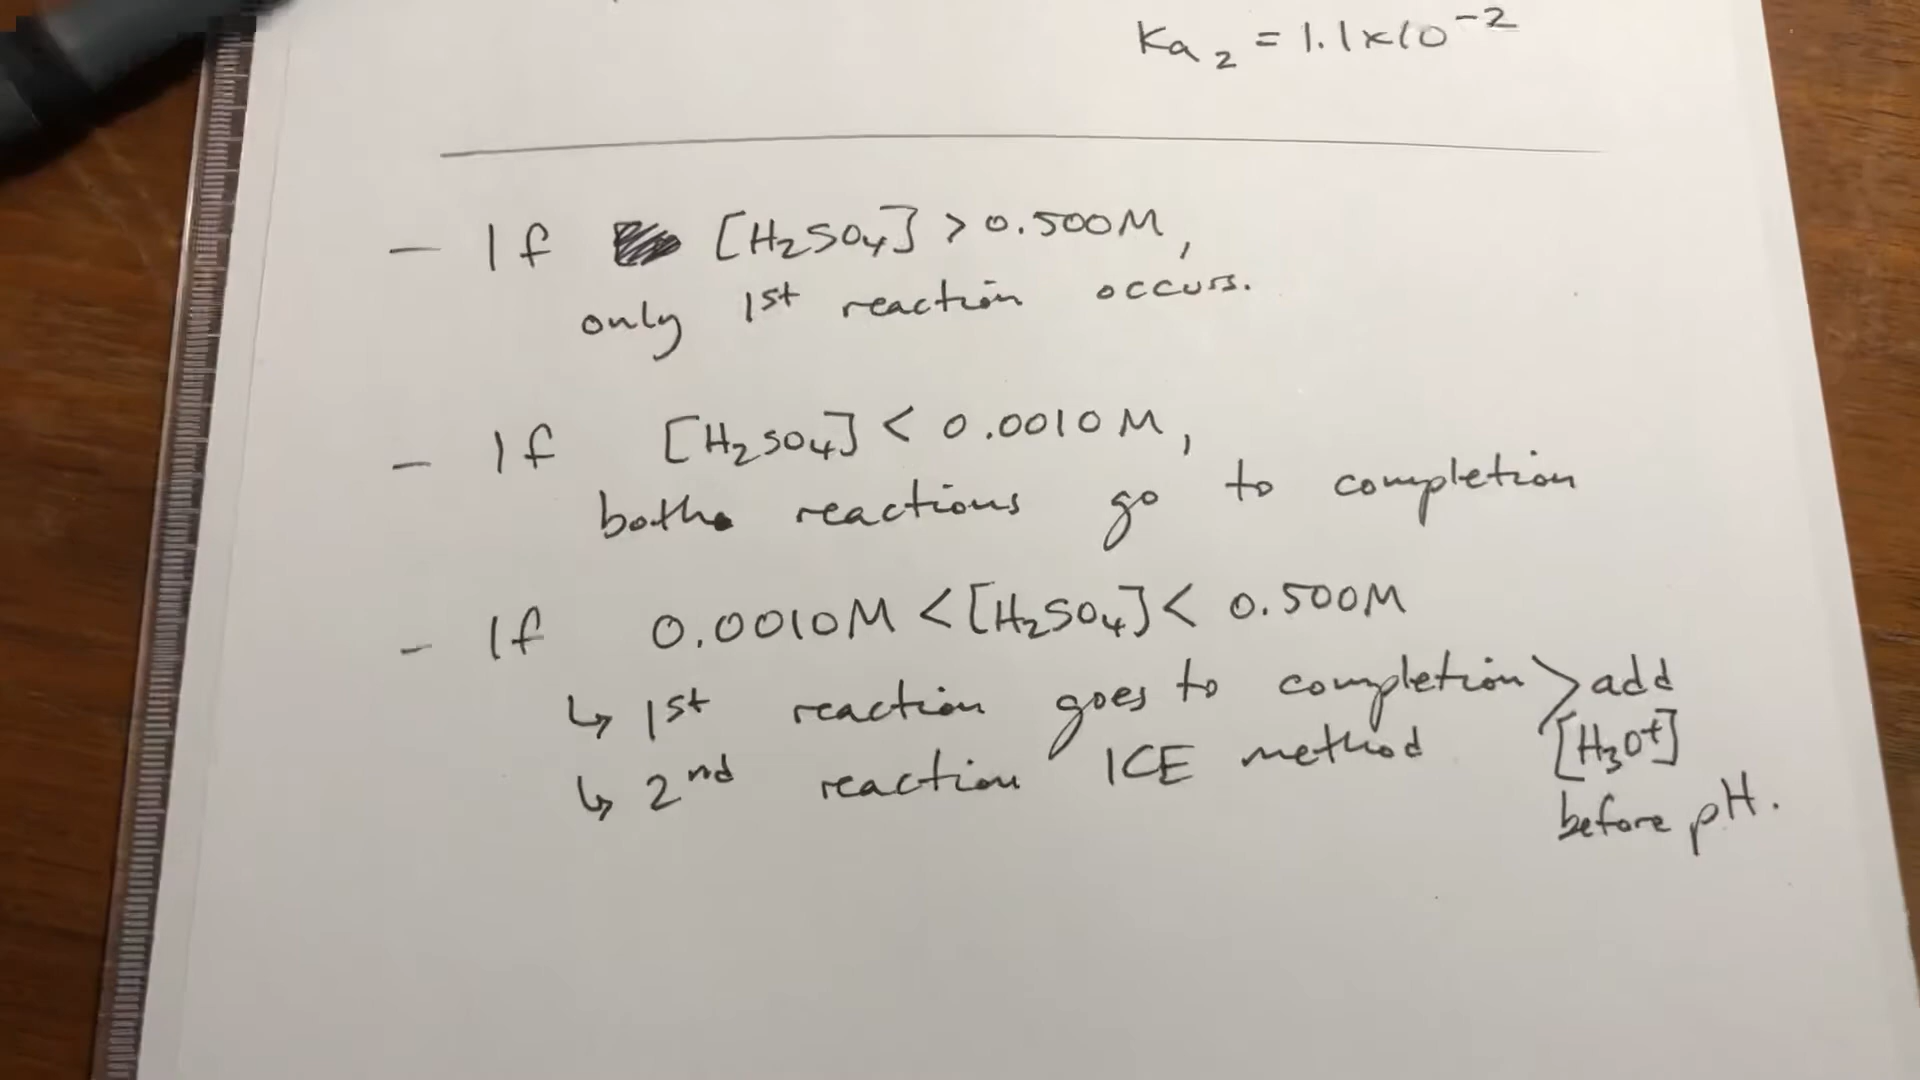 Ka₂ = 1.1x10⁻²
- If [H₂SO₄] > 0.500M,
only 1st reaction occurs.
- If [H₂SO₄] < 0.0010M,
both reactions go to completion
- If 0.0010M < [H₂SO₄] < 0.500M
↳ 1st reaction goes to completion > add
↳ 2nd reaction ICE method [H₃O⁺]
before pH.